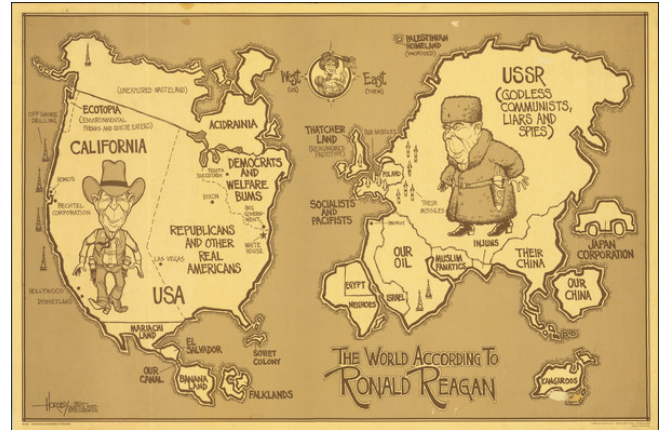 (UNEXPLORED WASTELAND)
ECOTOPIA
(ENVIRONMENTAL
FREAKS AND QUICHE EATERS)
OFF SHORE
DRILLING
CALIFORNIA
BECHTEL
CORPORATION
HOLLYWOOD
DISNEYLAND
ACIDRAINIA
DEMOCRATS
AND
WELFARE
BUMS
DIXON
BIG
GOVERN-
MENT
WHITE
HOUSE
REPUBLICANS
AND OTHER
REAL
AMERICANS
LAS VEGAS
USA
MARIACHI
LAND
EL
SALVADOR
OUR
CANAL
BANANA
LAND
SOVIET
COLONY
FALKLANDS
HORSEY
West
(US)
East
(THEM)
PALESTINIAN
HOMELAND
(PROPOSED)
USSR
(GODLESS
COMMUNISTS,
LIARS AND
SPIES)
THATCHER
LAND
OUR MISSILES
POLAND
THEIR
MISSILES
SOCIALISTS
AND
PACIFISTS
BEIRUT
OUR
OIL
MUSLIM
FANATICS
INJUNS
THEIR
CHINA
OUR
CHINA
JAPAN
CORPORATION
EGYPT
NEGROES
ISRAEL
KANGAROOS
THE WORLD ACCORDING TO
RONALD REAGAN